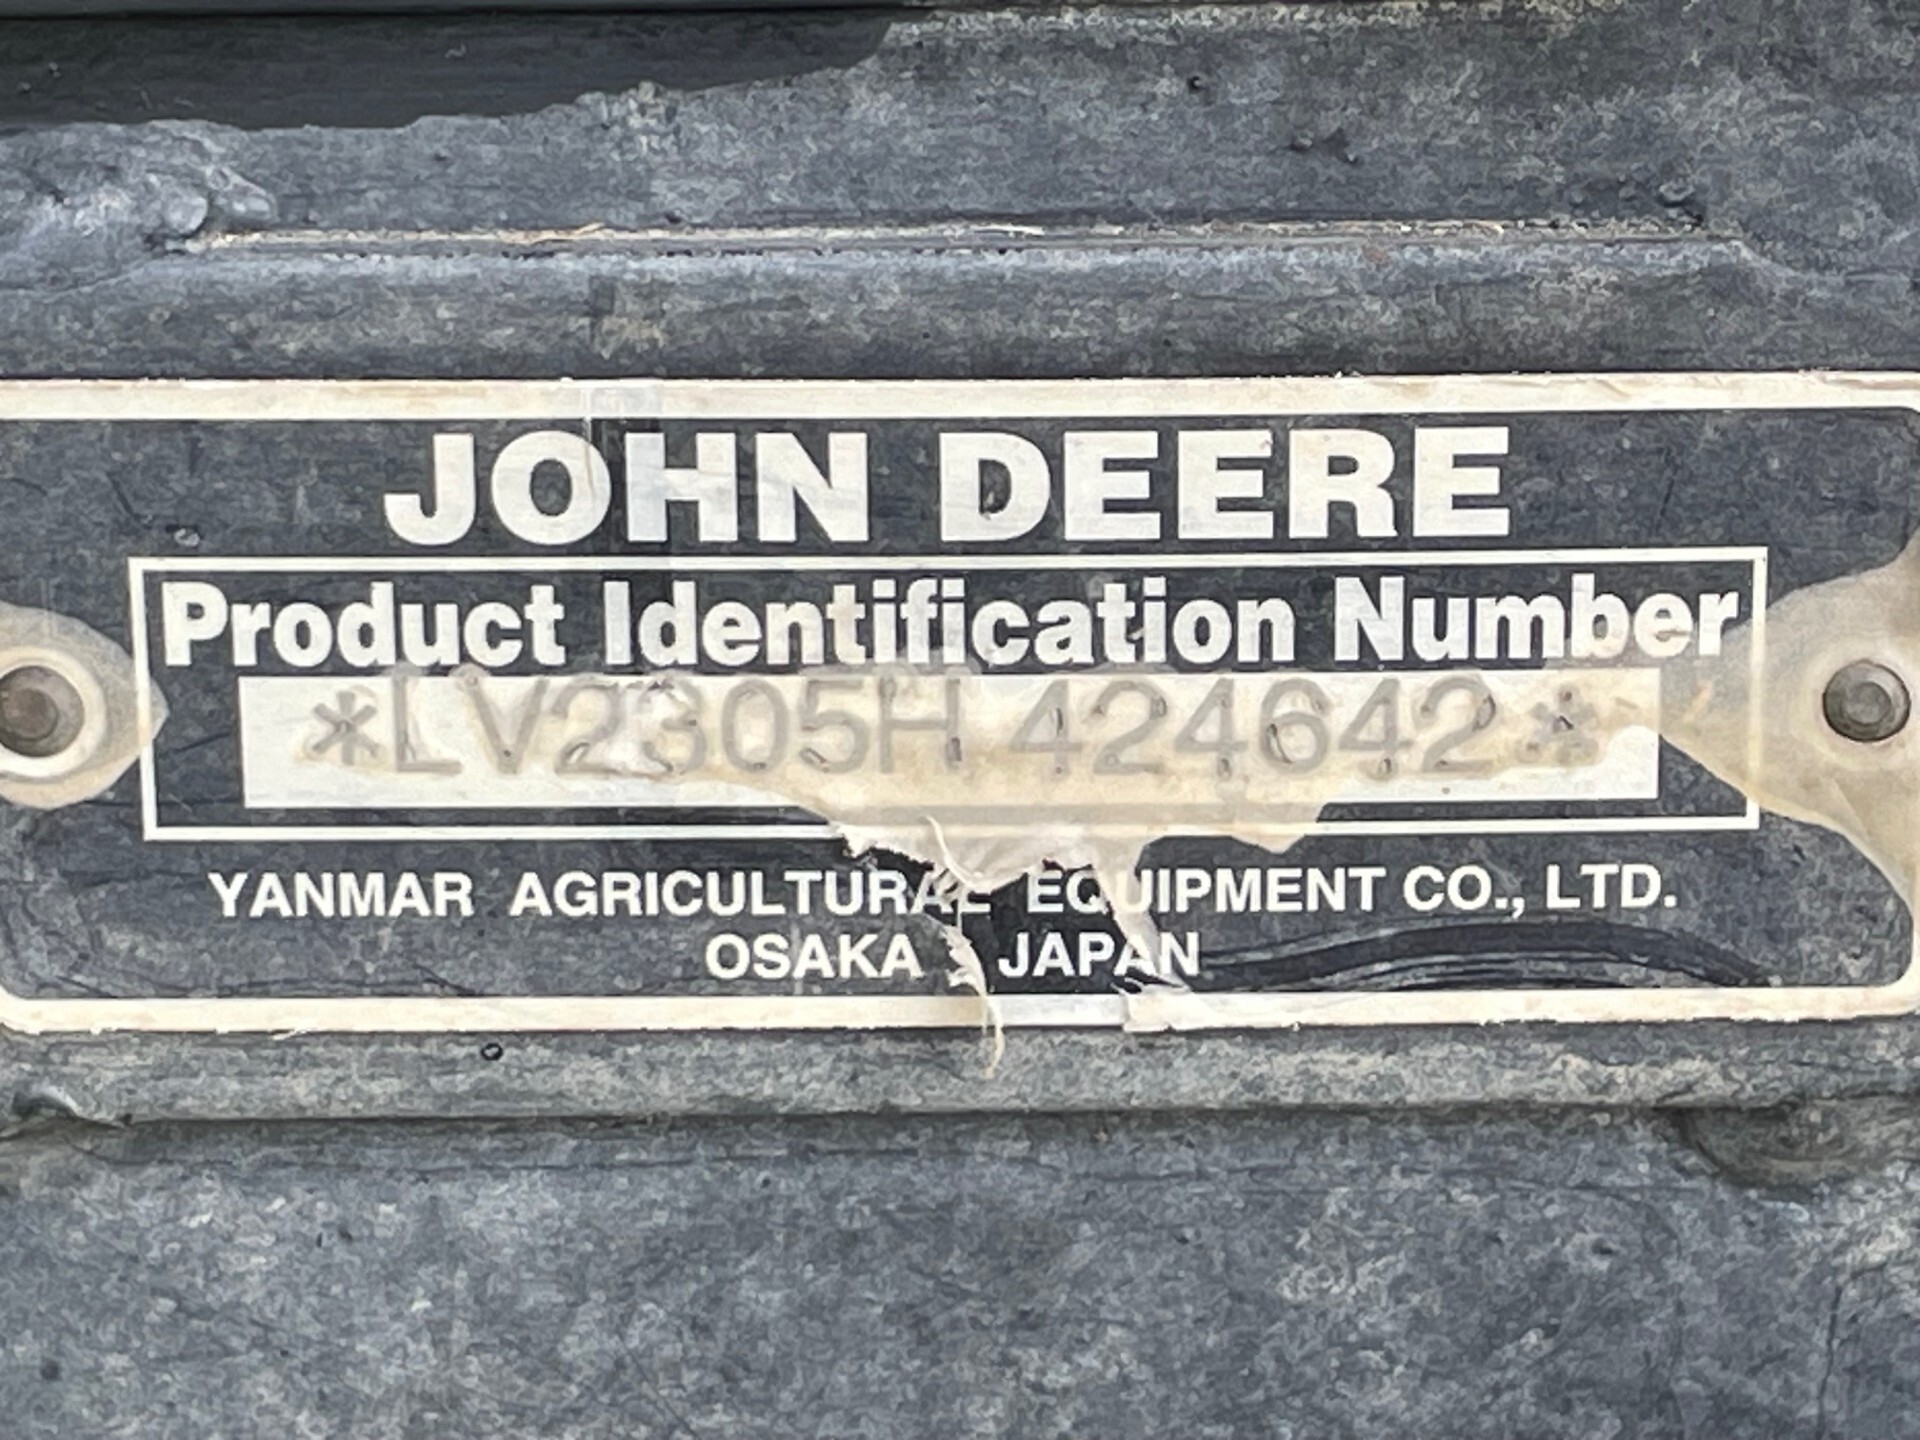 JOHN DEERE
Product Identification Number
*LV2305H 424642*
YANMAR AGRICULTURAL EQUIPMENT CO., LTD.
OSAKA JAPAN